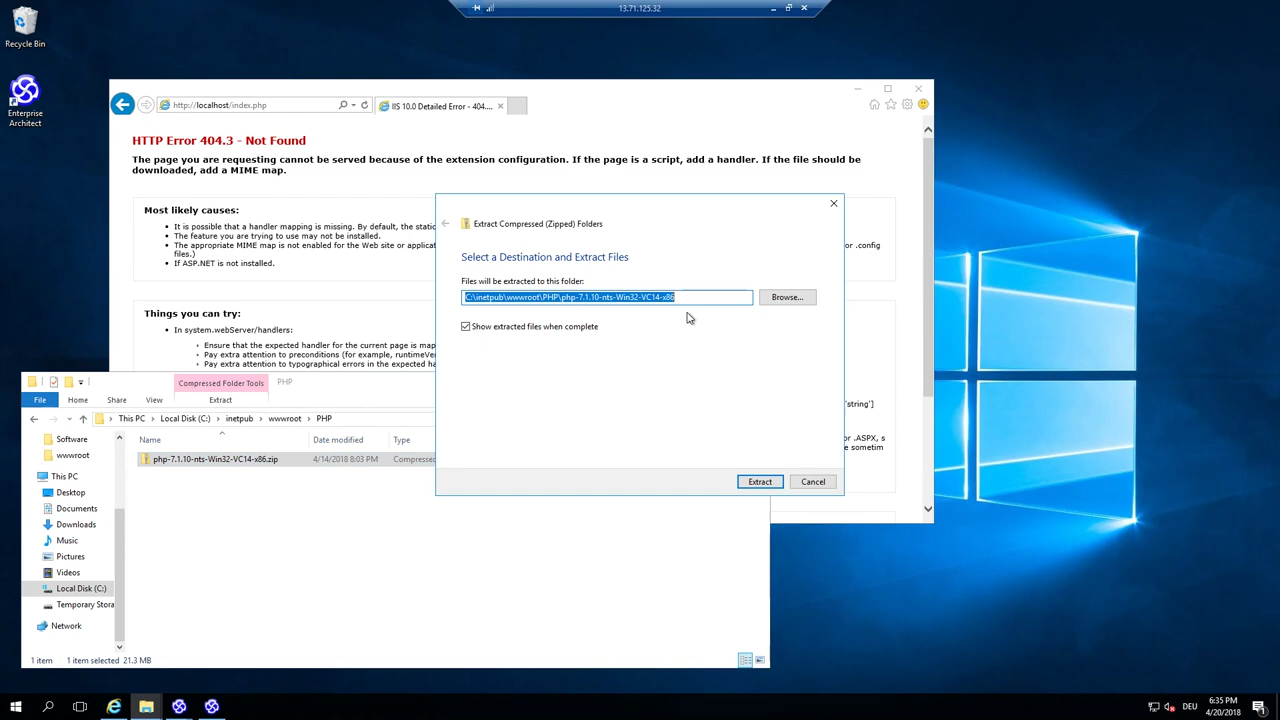 13.71.125.32
Recycle Bin
Enterprise
Architect
http://localhost/index.php
IIS 10.0 Detailed Error - 404....
HTTP Error 404.3 - Not Found
The page you are requesting cannot be served because of the extension configuration. If the page is a script, add a handler. If the file should be
downloaded, add a MIME map.
Most likely causes:
It is possible that a handler mapping is missing. By default, the static
The feature you are trying to use may not be installed.
The appropriate MIME map is not enabled for the Web site or applicat
or .config
files.)
If ASP.NET is not installed.
Things you can try:
In system.webServer/handlers:
Ensure that the expected handler for the current page is map
Pay extra attention to preconditions (for example, runtimeVer
Pay extra attention to typographical errors in the expected ha
'string']
or .ASPX, s
e sometim
Extract Compressed (Zipped) Folders
Select a Destination and Extract Files
Files will be extracted to this folder:
C:\inetpub\wwwroot\PHP\php-7.1.10-nts-Win32-VC14-x86
Browse...
Show extracted files when complete
Extract
Cancel
Compressed Folder Tools
PHP
File
Home
Share
View
Extract
This PC
Local Disk (C:)
inetpub
wwwroot
PHP
Software
wwwroot
This PC
Desktop
Documents
Downloads
Music
Pictures
Videos
Local Disk (C:)
Temporary Stora
Network
Name
Date modified
Type
php-7.1.10-nts-Win32-VC14-x86.zip
4/14/2018 8:03 PM
Compressed
1 item
1 item selected
21.3 MB
DEU
6:35 PM
4/20/2018
1